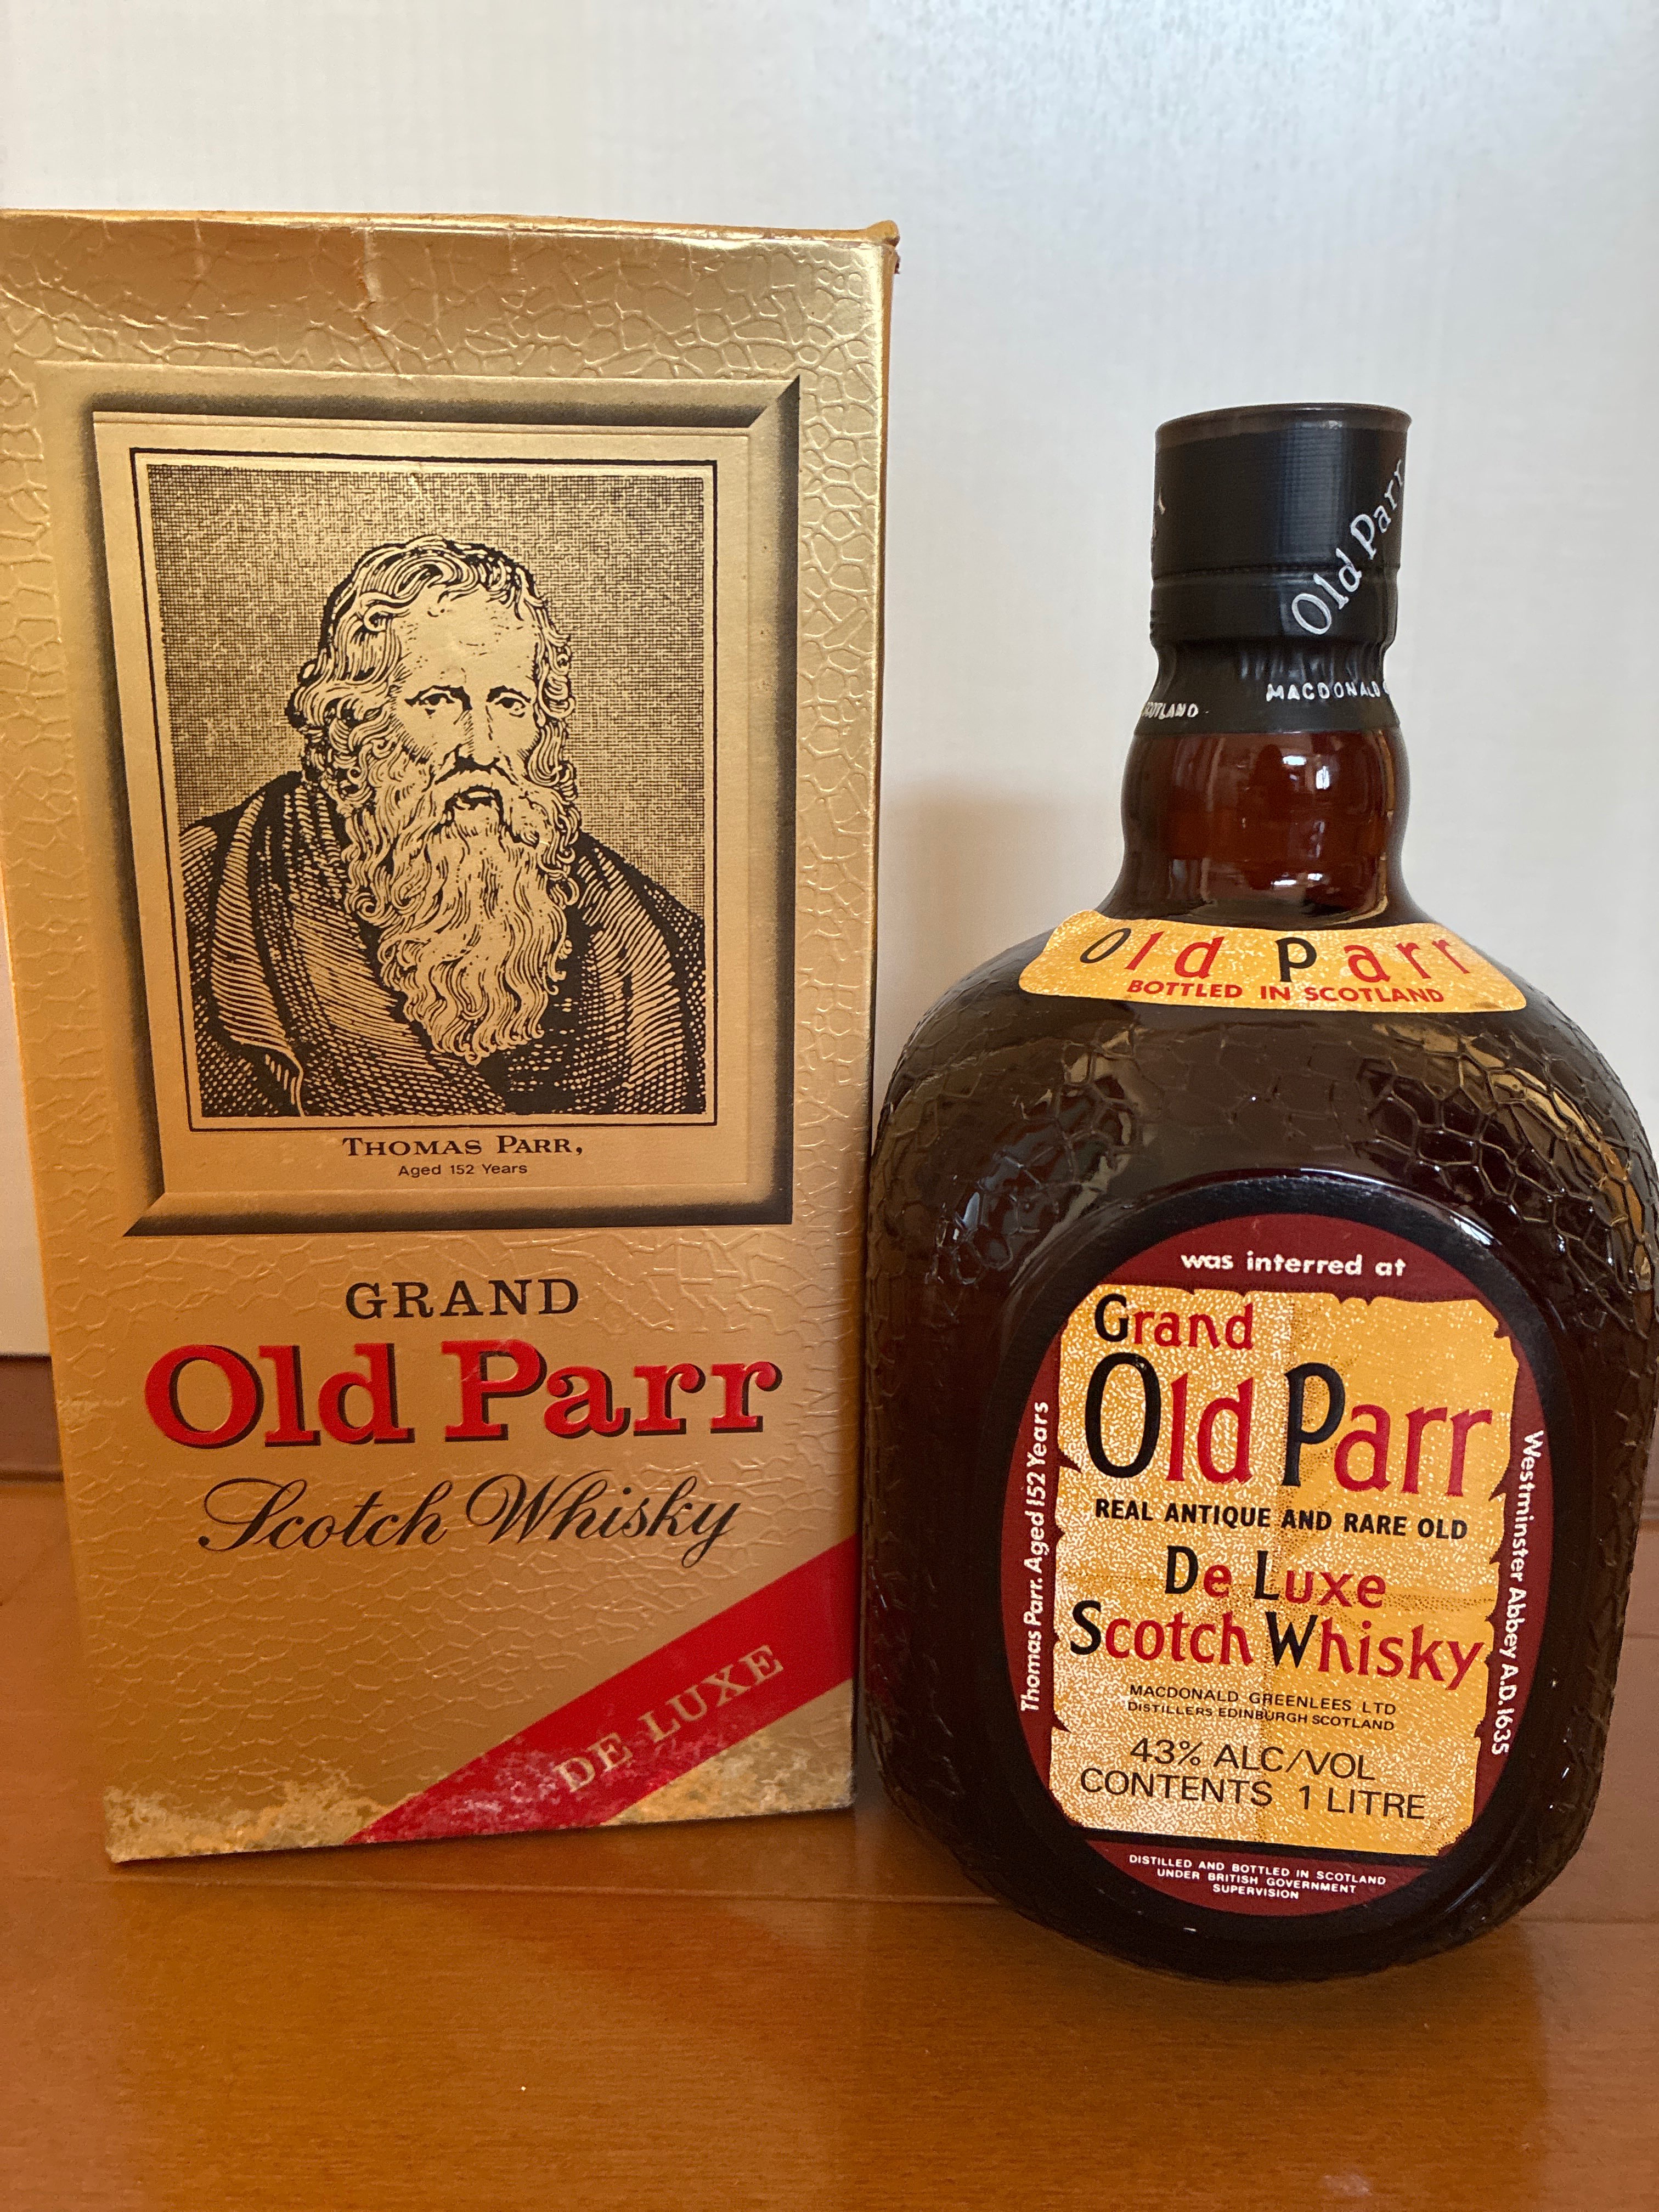 THOMAS PARR,
Aged 152 Years
GRAND
Old Parr
Scotch Whisky
DE LUXE
Old Parr
MACDONALD
Old Parr
BOTTLED IN SCOTLAND
was interred at
Thomas Parr. Aged 152 Years
Westminster Abbey A.D. 1635
Grand
Old Parr
REAL ANTIQUE AND RARE OLD
De Luxe
Scotch Whisky
MACDONALD GREENLEES LTD
DISTILLERS EDINBURGH SCOTLAND
43% ALC/VOL
CONTENTS 1 LITRE
DISTILLED AND BOTTLED IN SCOTLAND
UNDER BRITISH GOVERNMENT
SUPERVISION